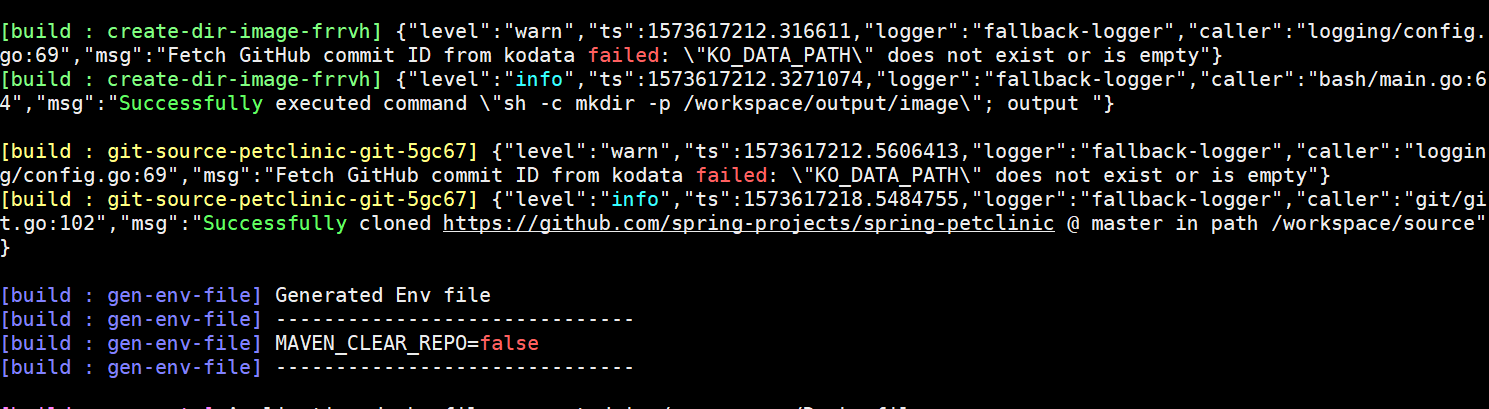 [build : create-dir-image-frrvh] {"level":"warn","ts":1573617212.316611,"logger":"fallback-logger","caller":"logging/config.
go:69","msg":"Fetch GitHub commit ID from kodata failed: \"KO_DATA_PATH\" does not exist or is empty"}
[build : create-dir-image-frrvh] {"level":"info","ts":1573617212.3271074,"logger":"fallback-logger","caller":"bash/main.go:6
4","msg":"Successfully executed command \"sh -c mkdir -p /workspace/output/image\"; output "}
[build : git-source-petclinic-git-5gc67] {"level":"warn","ts":1573617212.5606413,"logger":"fallback-logger","caller":"loggin
g/config.go:69","msg":"Fetch GitHub commit ID from kodata failed: \"KO_DATA_PATH\" does not exist or is empty"}
[build : git-source-petclinic-git-5gc67] {"level":"info","ts":1573617218.5484755,"logger":"fallback-logger","caller":"git/gi
t.go:102","msg":"Successfully cloned https://github.com/spring-projects/spring-petclinic @ master in path /workspace/source"
}
[build : gen-env-file] Generated Env file
[build : gen-env-file] ------------------------------
[build : gen-env-file] MAVEN_CLEAR_REPO=false
[build : gen-env-file] ------------------------------